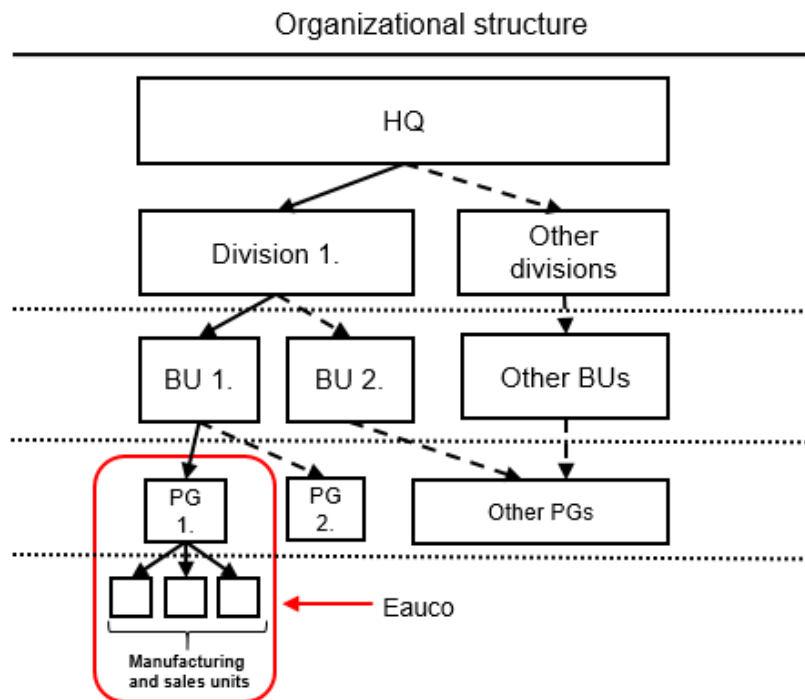 Organizational structure
HQ
Division 1.
Other
divisions
BU 1.
BU 2.
Other BUs
PG
1.
PG
2.
Other PGs
Eauco
Manufacturing
and sales units